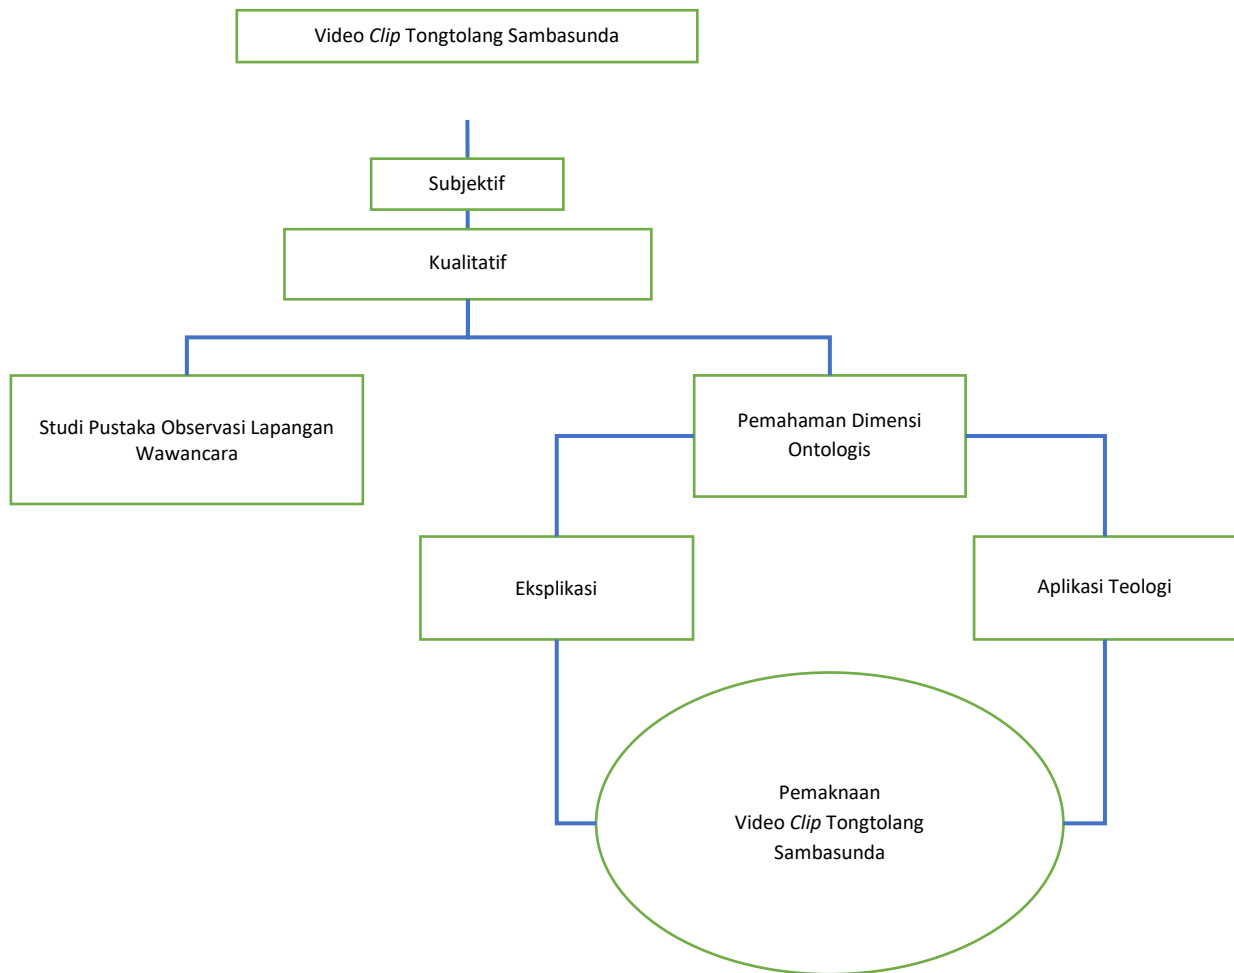 Video Clip Tongtolang Sambasunda
Subjektif
Kualitatif
Studi Pustaka Observasi Lapangan
Wawancara
Pemahaman Dimensi
Ontologis
Eksplikasi
Aplikasi Teologi
Pemaknaan
Video Clip Tongtolang
Sambasunda